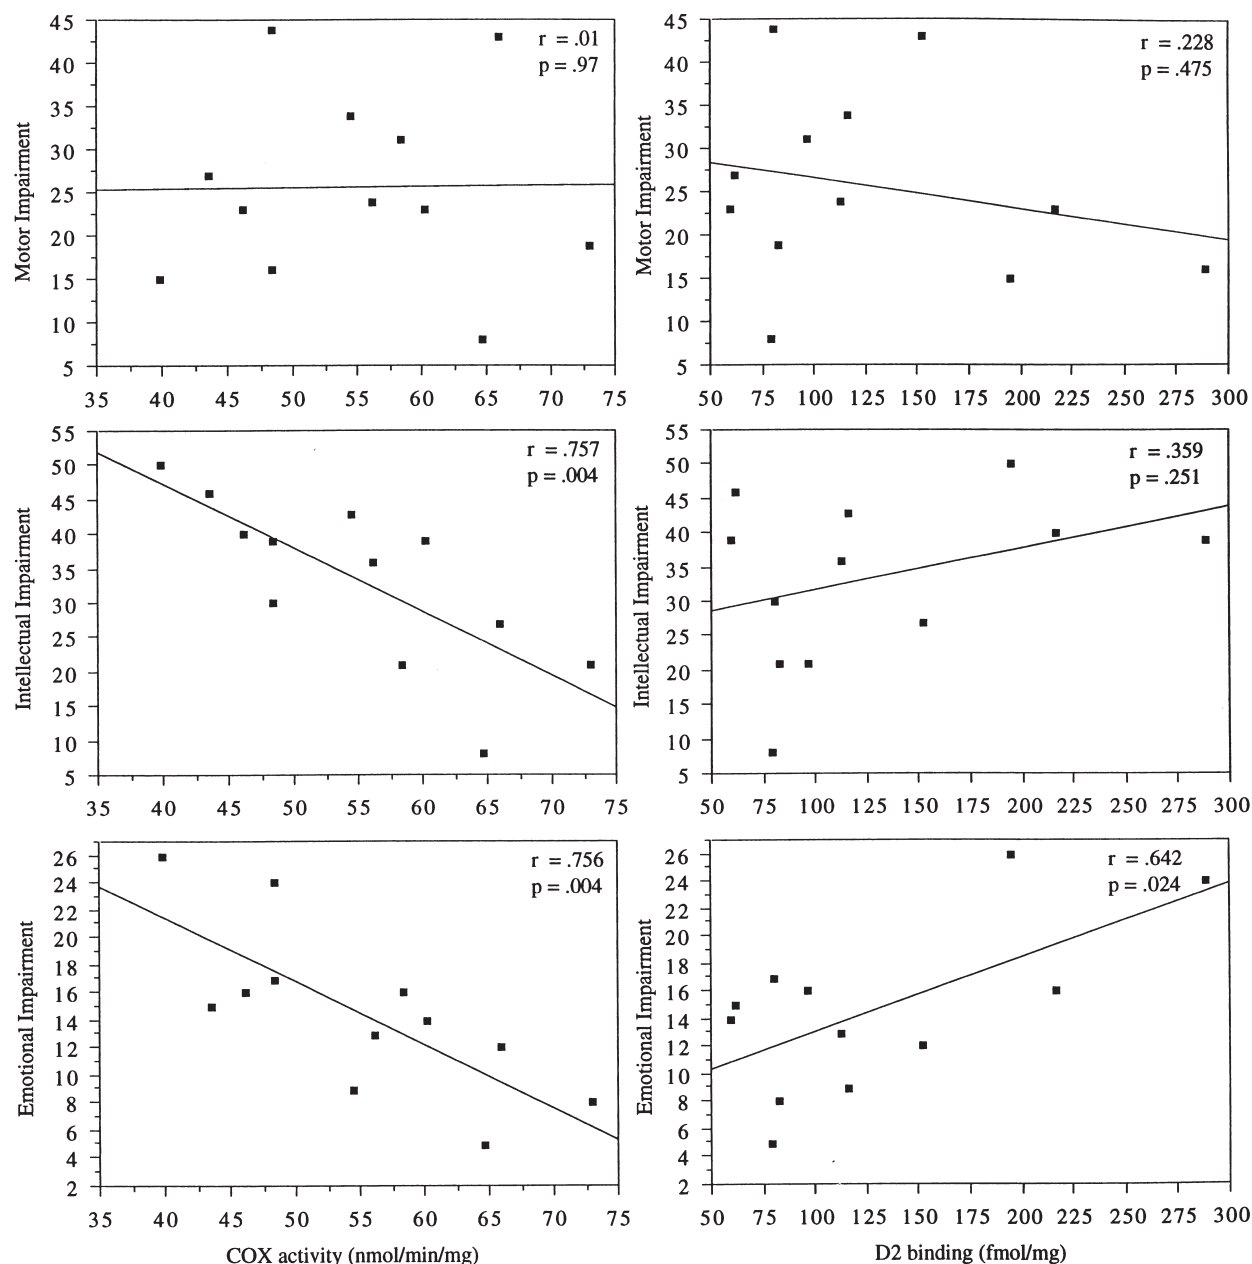 45
40
35
30
25
20
15
10
5
Motor Impairment
r = .01
p = .97
35 40 45 50 55 60 65 70 75
45
40
35
30
25
20
15
10
5
Motor Impairment
r = .228
p = .475
50 75 100 125 150 175 200 225 250 275 300
55
50
45
40
35
30
25
20
15
10
5
Intellectual Impairment
r = .757
p = .004
35 40 45 50 55 60 65 70 75
55
50
45
40
35
30
25
20
15
10
5
Intellectual Impairment
r = .359
p = .251
50 75 100 125 150 175 200 225 250 275 300
26
24
22
20
18
16
14
12
10
8
6
4
2
Emotional Impairment
r = .756
p = .004
35 40 45 50 55 60 65 70 75
COX activity (nmol/min/mg)
26
24
22
20
18
16
14
12
10
8
6
4
2
Emotional Impairment
r = .642
p = .024
50 75 100 125 150 175 200 225 250 275 300
D2 binding (fmol/mg)